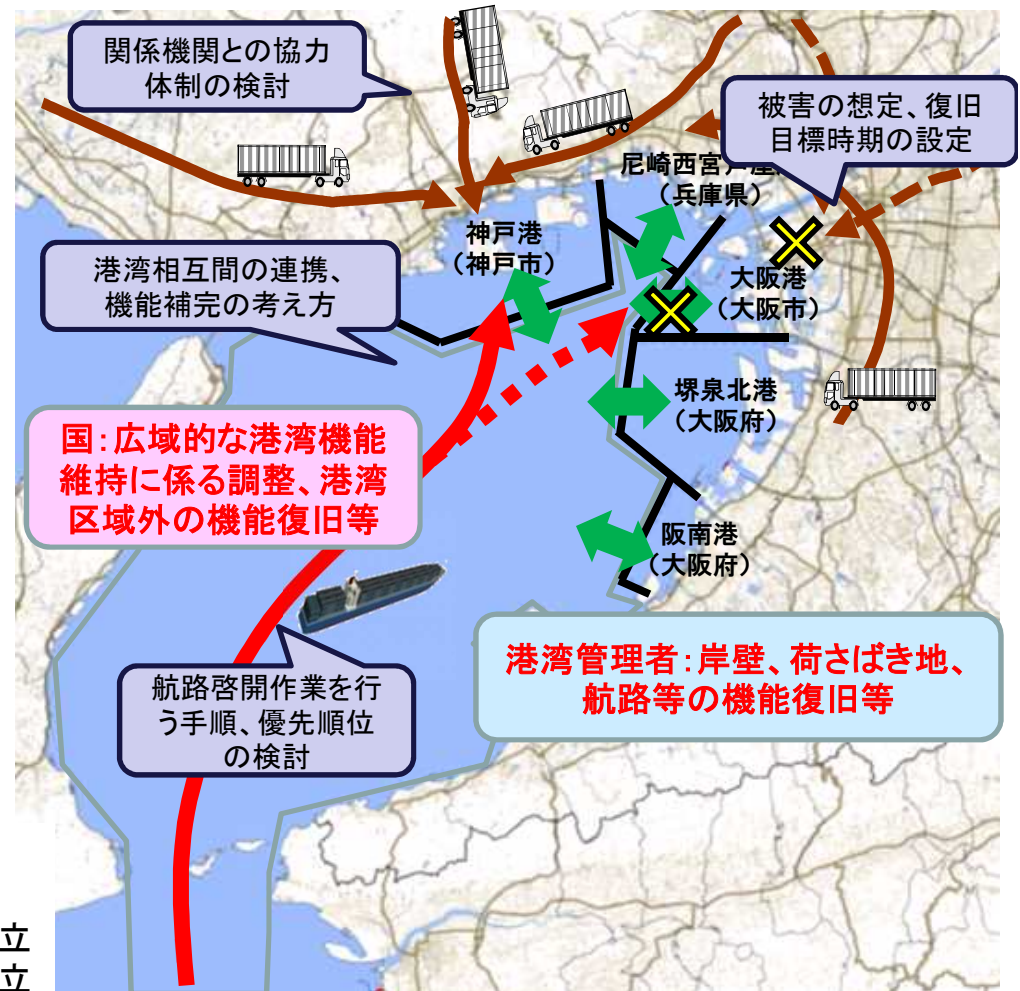 関係機関との協力
体制の検討
被害の想定、復旧
目標時期の設定
尼崎西宮芦屋
（兵庫県）
神戸港
（神戸市）
港湾相互間の連携、
機能補完の考え方
大阪港
（大阪市）
堺泉北港
（大阪府）
国：広域的な港湾機能
維持に係る調整、港湾
区域外の機能復旧等
阪南港
（大阪府）
港湾管理者：岸壁、荷さばき地、
航路等の機能復旧等
航路啓開作業を行
う手順、優先順位
の検討
立
立